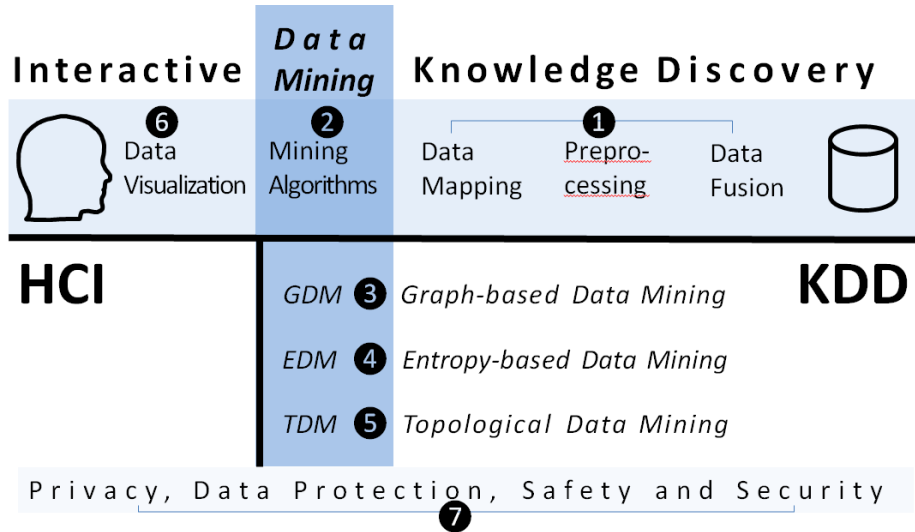 Data
Mining
Interactive
Knowledge Discovery
6
2
1
Data
Visualization
Mining
Algorithms
Data
Mapping
Prepro-
cessing
Data
Fusion
HCI
KDD
GDM 3 Graph-based Data Mining
EDM 4 Entropy-based Data Mining
TDM 5 Topological Data Mining
Privacy, Data Protection, Safety and Security
7